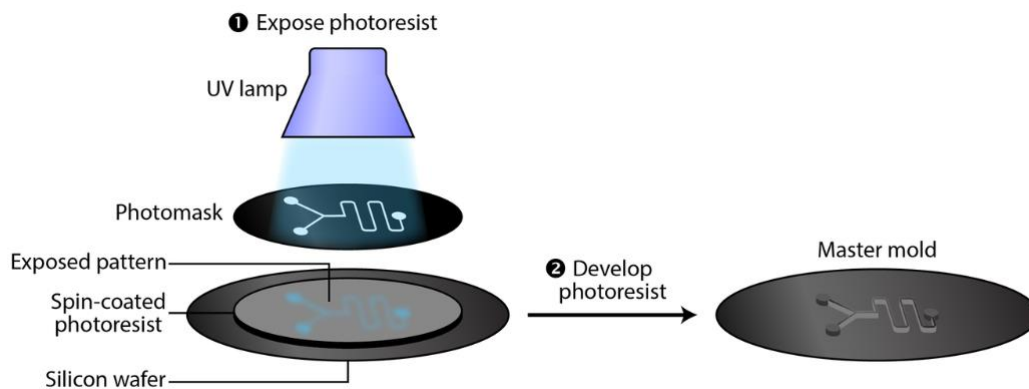 ❶ Expose photoresist
UV lamp
Photomask
Exposed pattern
Spin-coated
photoresist
Silicon wafer
❷ Develop
photoresist
Master mold